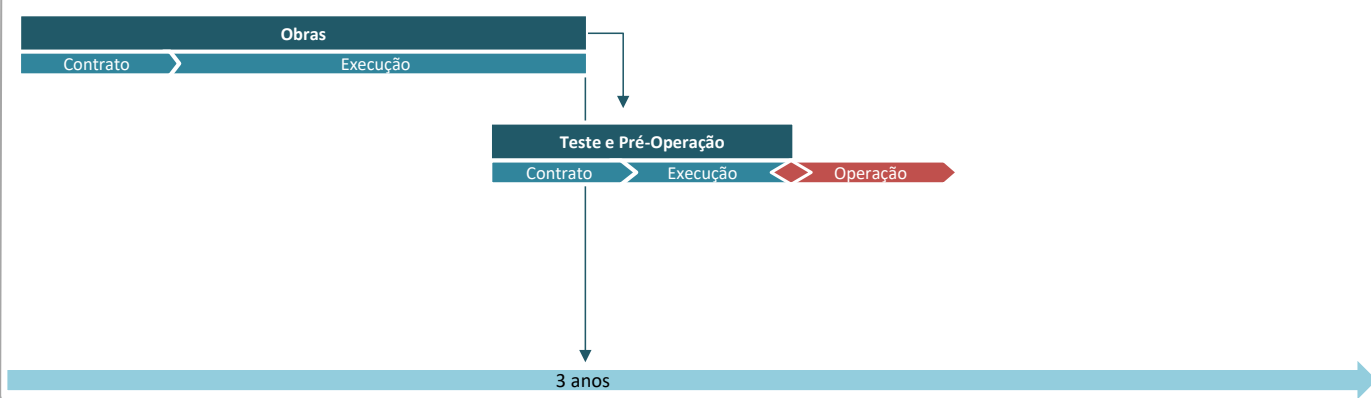 Obras
Contrato
Execução
Teste e Pré-Operação
Contrato
Execução
Operação
3 anos